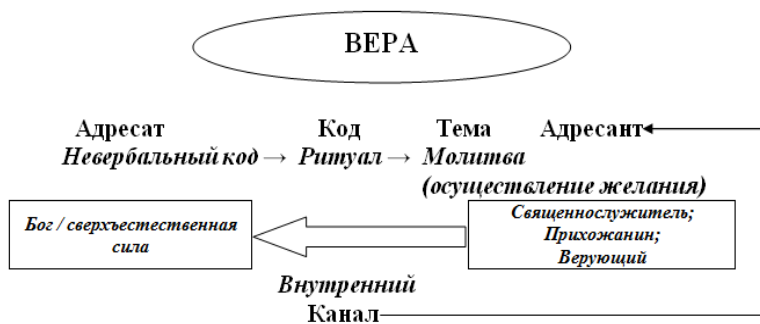 ВЕРА
Адресат Код Тема Адресант
Невербальный код → Ритуал → Молитва
(осуществление желания)
Бог / сверхъестественная
сила
Священнослужитель;
Прихожанин;
Верующий
Внутренний
Канал